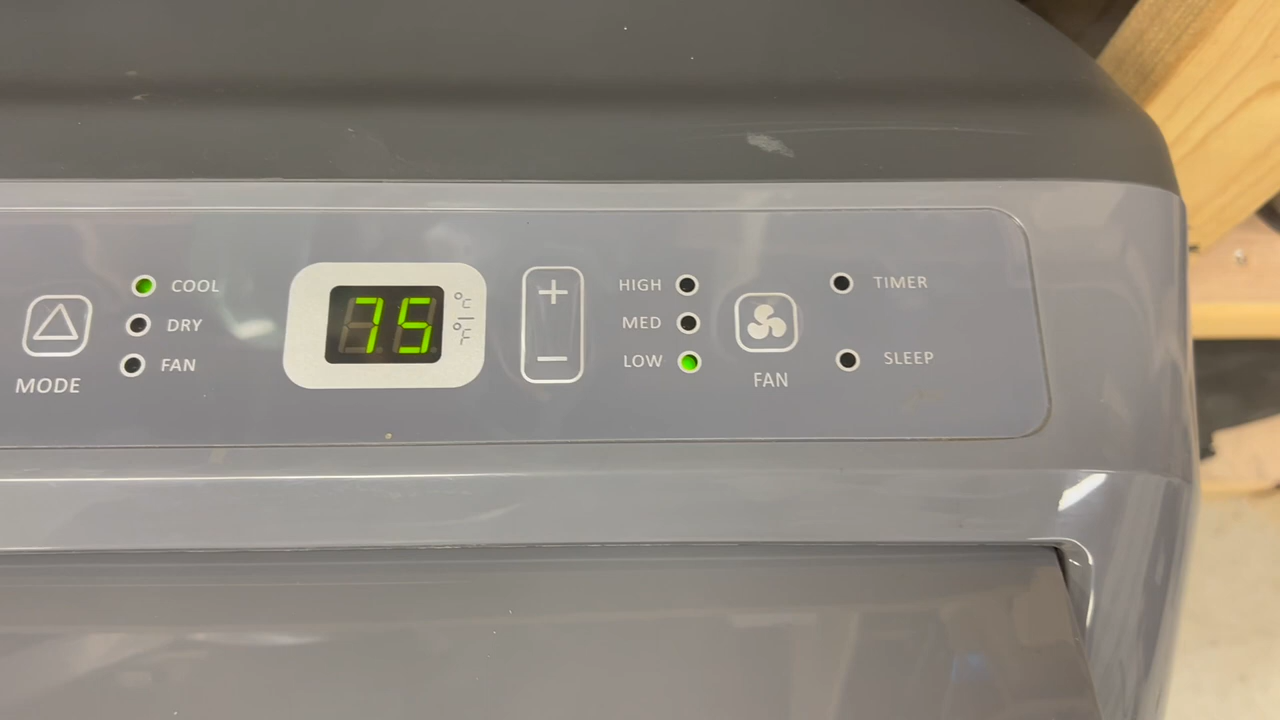 MODE
COOL
DRY
FAN
75
°C
°F
+
−
HIGH
MED
LOW
FAN
TIMER
SLEEP